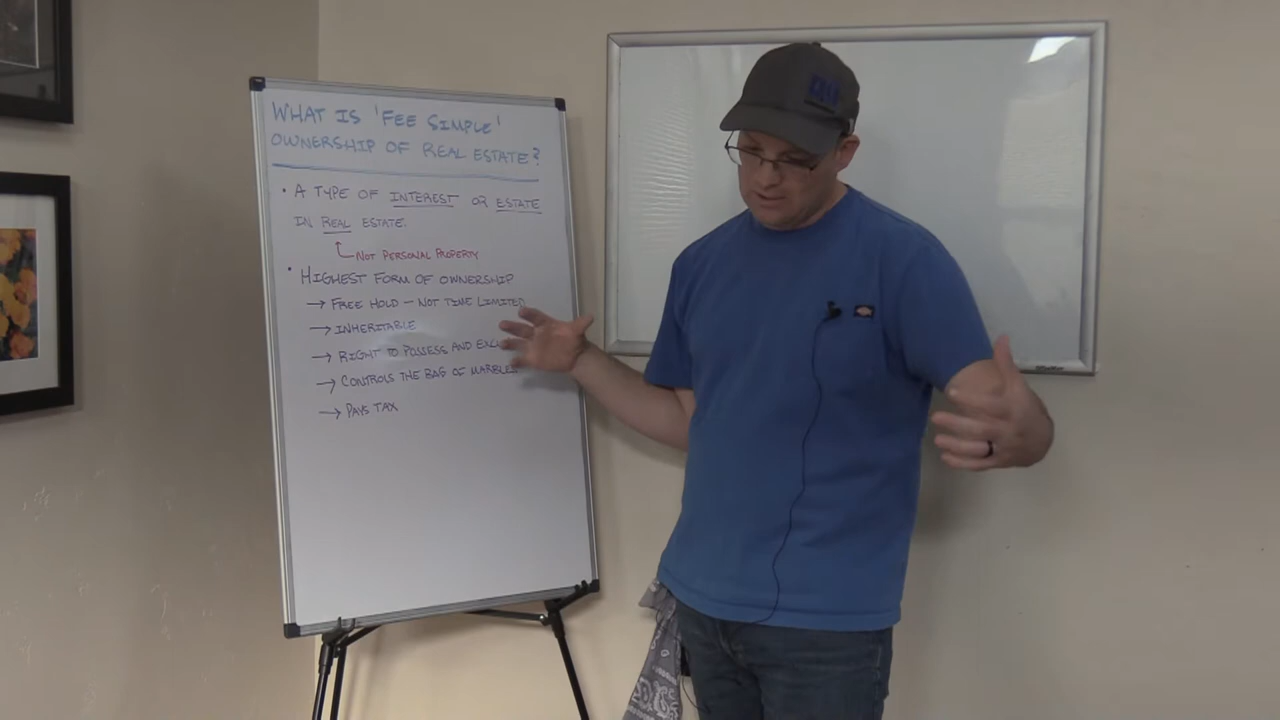 WHAT IS 'FEE SIMPLE'
OWNERSHIP OF REAL ESTATE?
• A TYPE OF INTEREST OR ESTATE
IN REAL ESTATE.
NOT PERSONAL PROPERTY
• HIGHEST FORM OF OWNERSHIP
→ FREE HOLD – NOT TIME LIMITED
→ INHERITABLE
→ RIGHT TO POSSESS AND
→ CONTROLS THE BAG OF MARBLES
→ PAYS TAX